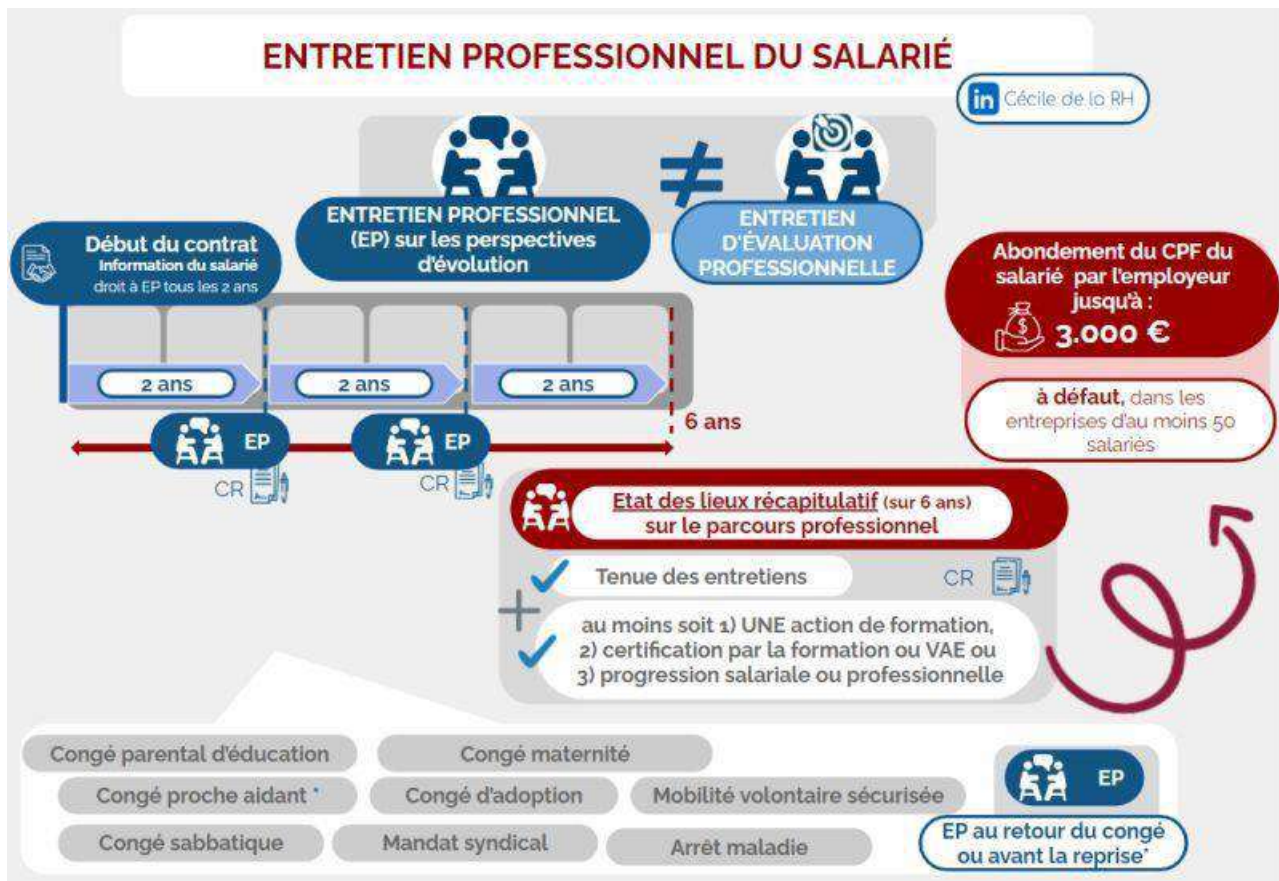 ENTRETIEN PROFESSIONNEL DU SALARIÉ
in Cécile de la RH
ENTRETIEN PROFESSIONNEL
(EP) sur les perspectives
d'évolution
≠
ENTRETIEN
D'ÉVALUATION
PROFESSIONNELLE
Début du contrat
Information du salarié
droit à EP tous les 2 ans
2 ans
2 ans
2 ans
6 ans
EP
CR
EP
CR
Abondement du CPF du
salarié par l'employeur
jusqu'à :
$ 3.000 €
à défaut, dans les
entreprises d'au moins 50
salariés
Etat des lieux récapitulatif (sur 6 ans)
sur le parcours professionnel
Tenue des entretiens
CR
+
au moins soit 1) UNE action de formation,
2) certification par la formation ou VAE ou
3) progression salariale ou professionnelle
Congé parental d'éducation
Congé maternité
Congé proche aidant *
Congé d'adoption
Mobilité volontaire sécurisée
Congé sabbatique
Mandat syndical
Arrêt maladie
EP
EP au retour du congé
ou avant la reprise*